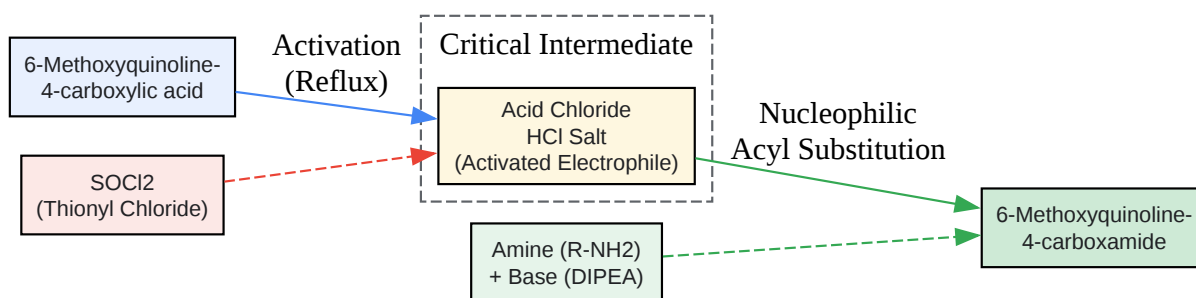 6-Methoxyquinoline-
4-carboxylic acid
SOCl2
(Thionyl Chloride)
Activation
(Reflux)
Critical Intermediate
Acid Chloride
HCl Salt
(Activated Electrophile)
Amine (R-NH2)
+ Base (DIPEA)
Nucleophilic
Acyl Substitution
6-Methoxyquinoline-
4-carboxamide